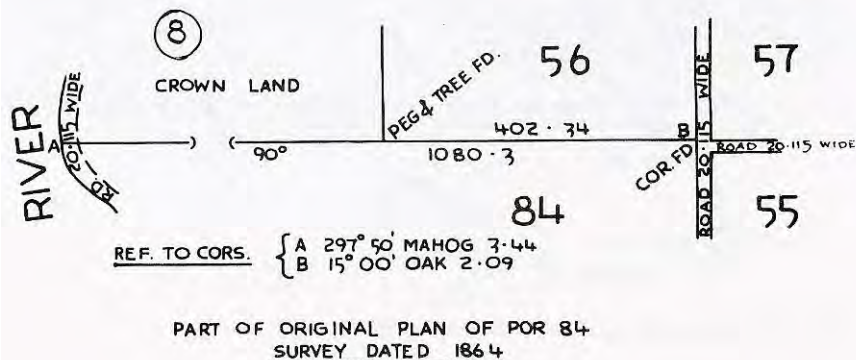 8
CROWN LAND
RIVER
RD. 20·115 WIDE
A
90°
PEG & TREE FD.
56
402·34
1080·3
B
COR. FD
ROAD 20·115 WIDE
57
ROAD 20·115 WIDE
84
55
REF. TO CORS.
A 297° 50' MAHOG 3·44
B 15° 00' OAK 2·09
PART OF ORIGINAL PLAN OF POR 84
SURVEY DATED 1864